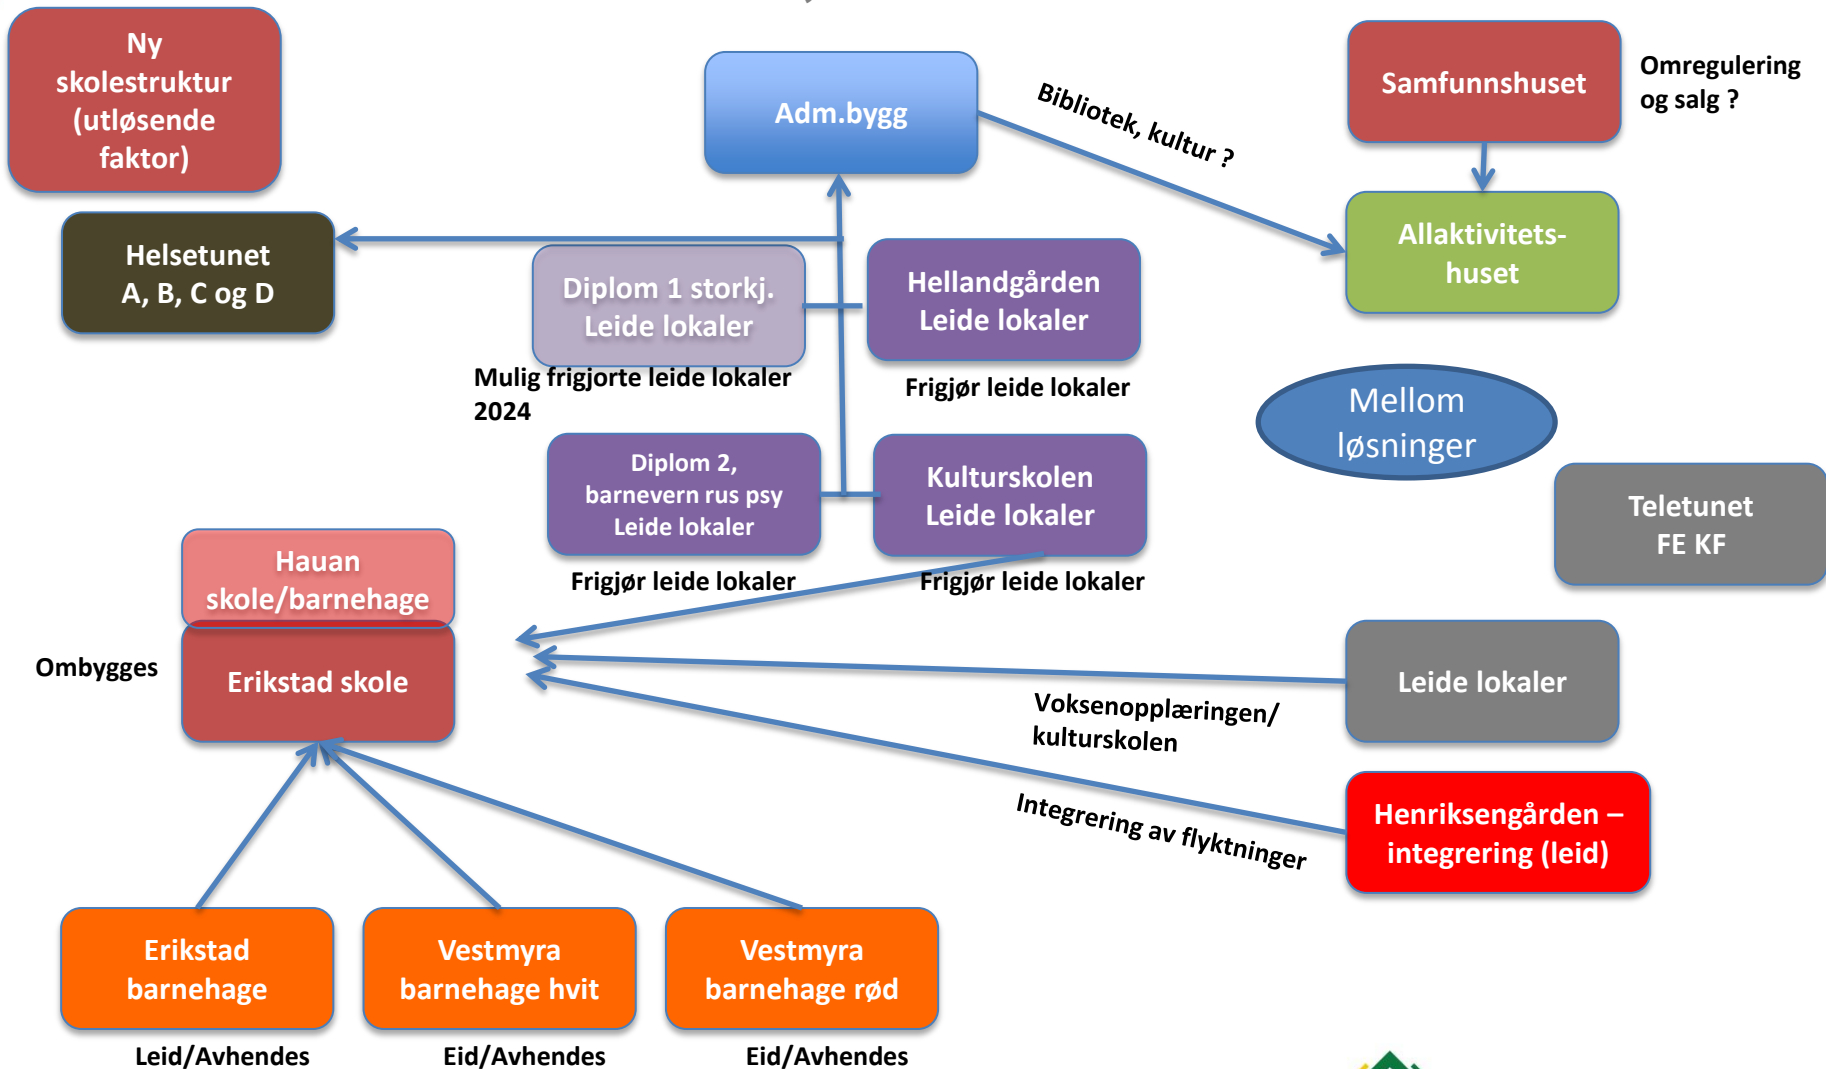 Ny
skolestruktur
(utløsende
faktor)
Adm.bygg
Bibliotek, kultur ?
Samfunnshuset
Omregulering
og salg ?
Helsetunet
A, B, C og D
Diplom 1 storkj.
Leide lokaler
Mulig frigjorte leide lokaler
2024
Hellandgården
Leide lokaler
Frigjør leide lokaler
Allaktivitets-
huset
Mellom
løsninger
Diplom 2,
barnevern rus psy
Leide lokaler
Frigjør leide lokaler
Kulturskolen
Leide lokaler
Frigjør leide lokaler
Teletunet
FE KF
Hauan
skole/barnehage
Ombygges
Erikstad skole
Leide lokaler
Voksenopplæringen/
kulturskolen
Integrering av flyktninger
Henriksengården –
integrering (leid)
Erikstad
barnehage
Leid/Avhendes
Vestmyra
barnehage hvit
Eid/Avhendes
Vestmyra
barnehage rød
Eid/Avhendes